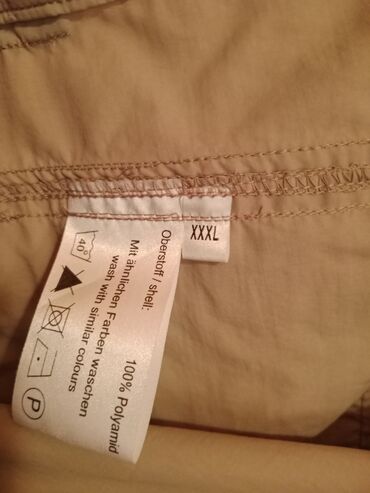 XXXL
Oberstoff / shell:
100% Polyamid
Mit ähnlichen Farben waschen
wash with similar colours
40°
P